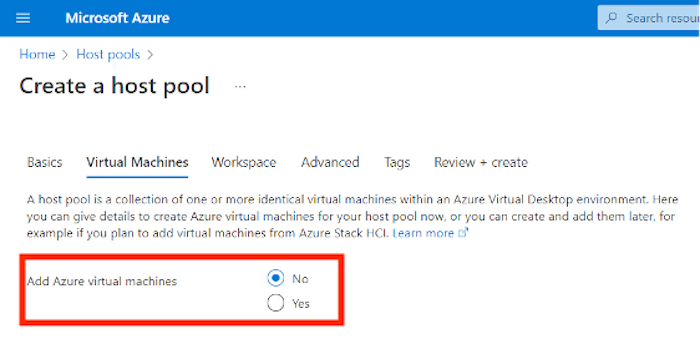 Microsoft Azure
Search resour
Home > Host pools >
Create a host pool ...
Basics Virtual Machines Workspace Advanced Tags Review + create
A host pool is a collection of one or more identical virtual machines within an Azure Virtual Desktop environment. Here
you can give details to create Azure virtual machines for your host pool now, or you can create and add them later, for
example if you plan to add virtual machines from Azure Stack HCI. Learn more
Add Azure virtual machines
No
Yes